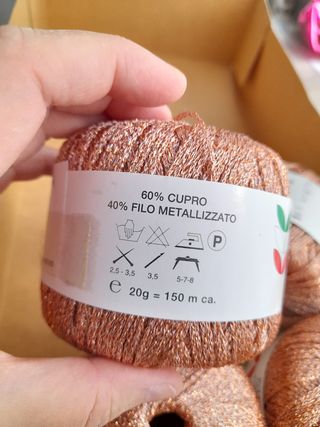 60% CUPRO
40% FILO METALLIZZATO
P
2,5 - 3,5 3,5 5-7-8
e 20g = 150 m ca.